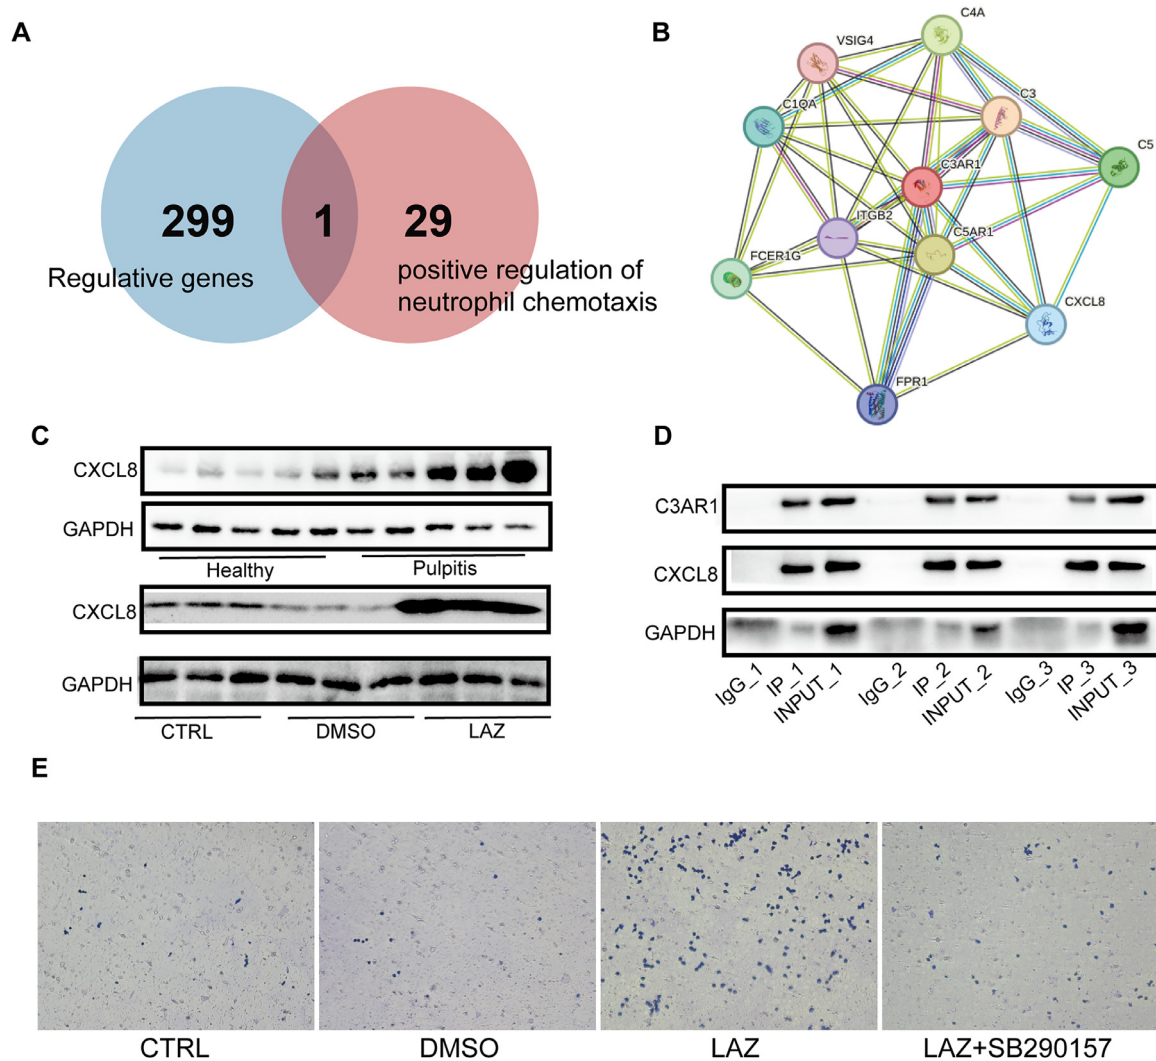 A
299
1
29
Regulative genes
positive regulation of
neutrophil chemotaxis
B
C4A
VSIG4
C3
C1QA
C5
C3AR1
ITGB2
C5AR1
FCER1G
CXCL8
FPR1
C
CXCL8
GAPDH
Healthy Pulpitis
CXCL8
GAPDH
CTRL DMSO LAZ
D
C3AR1
CXCL8
GAPDH
IgG_1 IP_1 INPUT_1 IgG_2 IP_2 INPUT_2 IgG_3 IP_3 INPUT_3
E
CTRL DMSO LAZ LAZ+SB290157